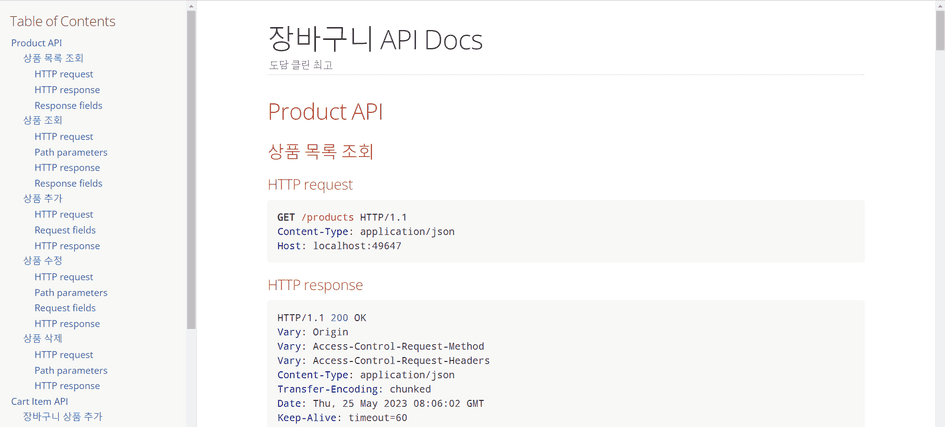 Table of Contents
Product API
상품 목록 조회
HTTP request
HTTP response
Response fields
상품 조회
HTTP request
Path parameters
HTTP response
Response fields
상품 추가
HTTP request
Request fields
HTTP response
상품 수정
HTTP request
Path parameters
Request fields
HTTP response
상품 삭제
HTTP request
Path parameters
HTTP response
Cart Item API
장바구니 상품 추가
장바구니 API Docs
도담 클린 최고
Product API
상품 목록 조회
HTTP request
GET /products HTTP/1.1
Content-Type: application/json
Host: localhost:49647
HTTP response
HTTP/1.1 200 OK
Vary: Origin
Vary: Access-Control-Request-Method
Vary: Access-Control-Request-Headers
Content-Type: application/json
Transfer-Encoding: chunked
Date: Thu, 25 May 2023 08:06:02 GMT
Keep-Alive: timeout=60